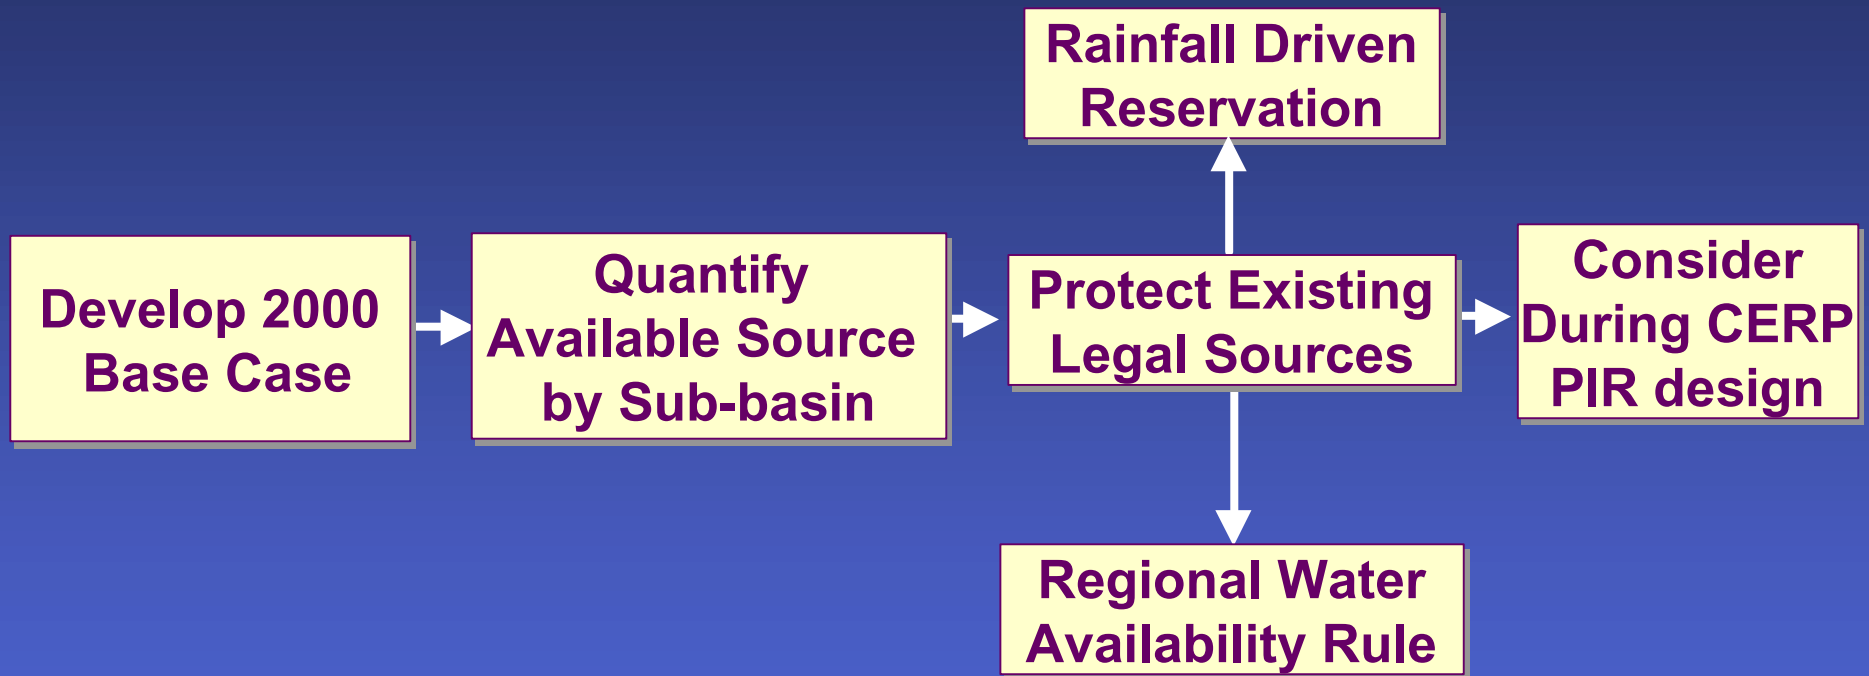 Rainfall Driven
Reservation
Develop 2000
Base Case
Quantify
Available Source
by Sub-basin
Protect Existing
Legal Sources
Consider
During CERP
PIR design
Regional Water
Availability Rule